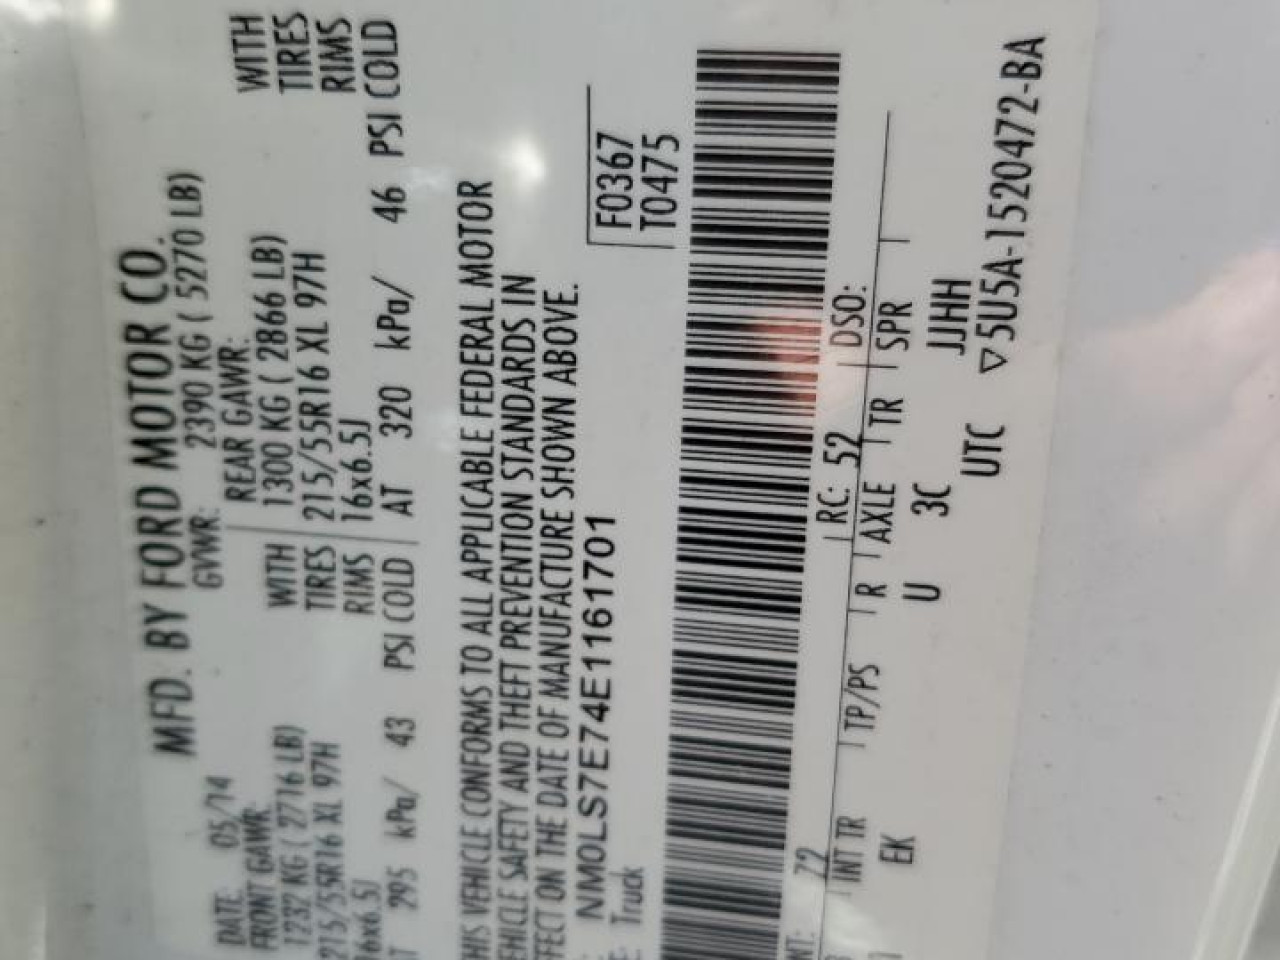 MFD. BY FORD MOTOR CO.
DATE: 05/14 GVWR: 2390 KG ( 5270 LB)
FRONT GAWR: REAR GAWR:
1232 KG ( 2716 LB) WITH 1300 KG ( 2866 LB) WITH
215/55R16 XL 97H TIRES 215/55R16 XL 97H TIRES
16x6.5J RIMS 16x6.5J RIMS
T 295 kPa/ 43 PSI COLD AT 320 kPa/ 46 PSI COLD
HIS VEHICLE CONFORMS TO ALL APPLICABLE FEDERAL MOTOR
EHICLE SAFETY AND THEFT PREVENTION STANDARDS IN
FFECT ON THE DATE OF MANUFACTURE SHOWN ABOVE.
NM0LS7E74E1161701 F0367
E: Truck T0475
NT: 72 RC: 52 DSO:
INT TR TP/PS R AXLE TR SPR
EK U 3C JJHH
UTC ▽5U5A-1520472-BA